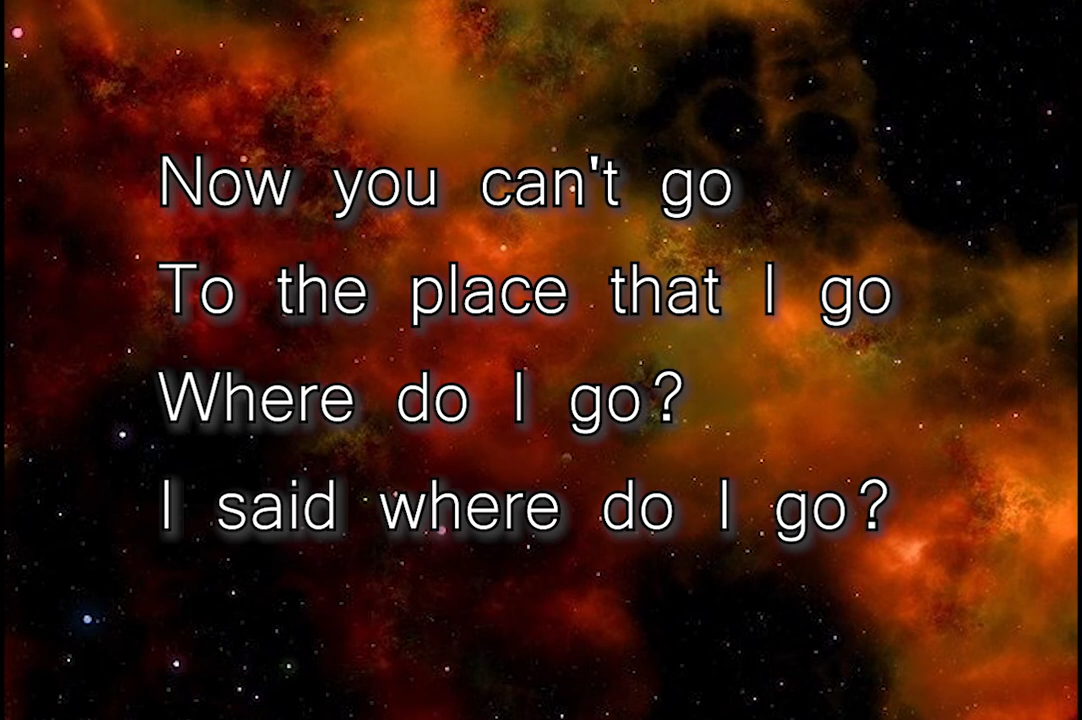 Now you can't go
To the place that I go
Where do I go?
I said where do I go?